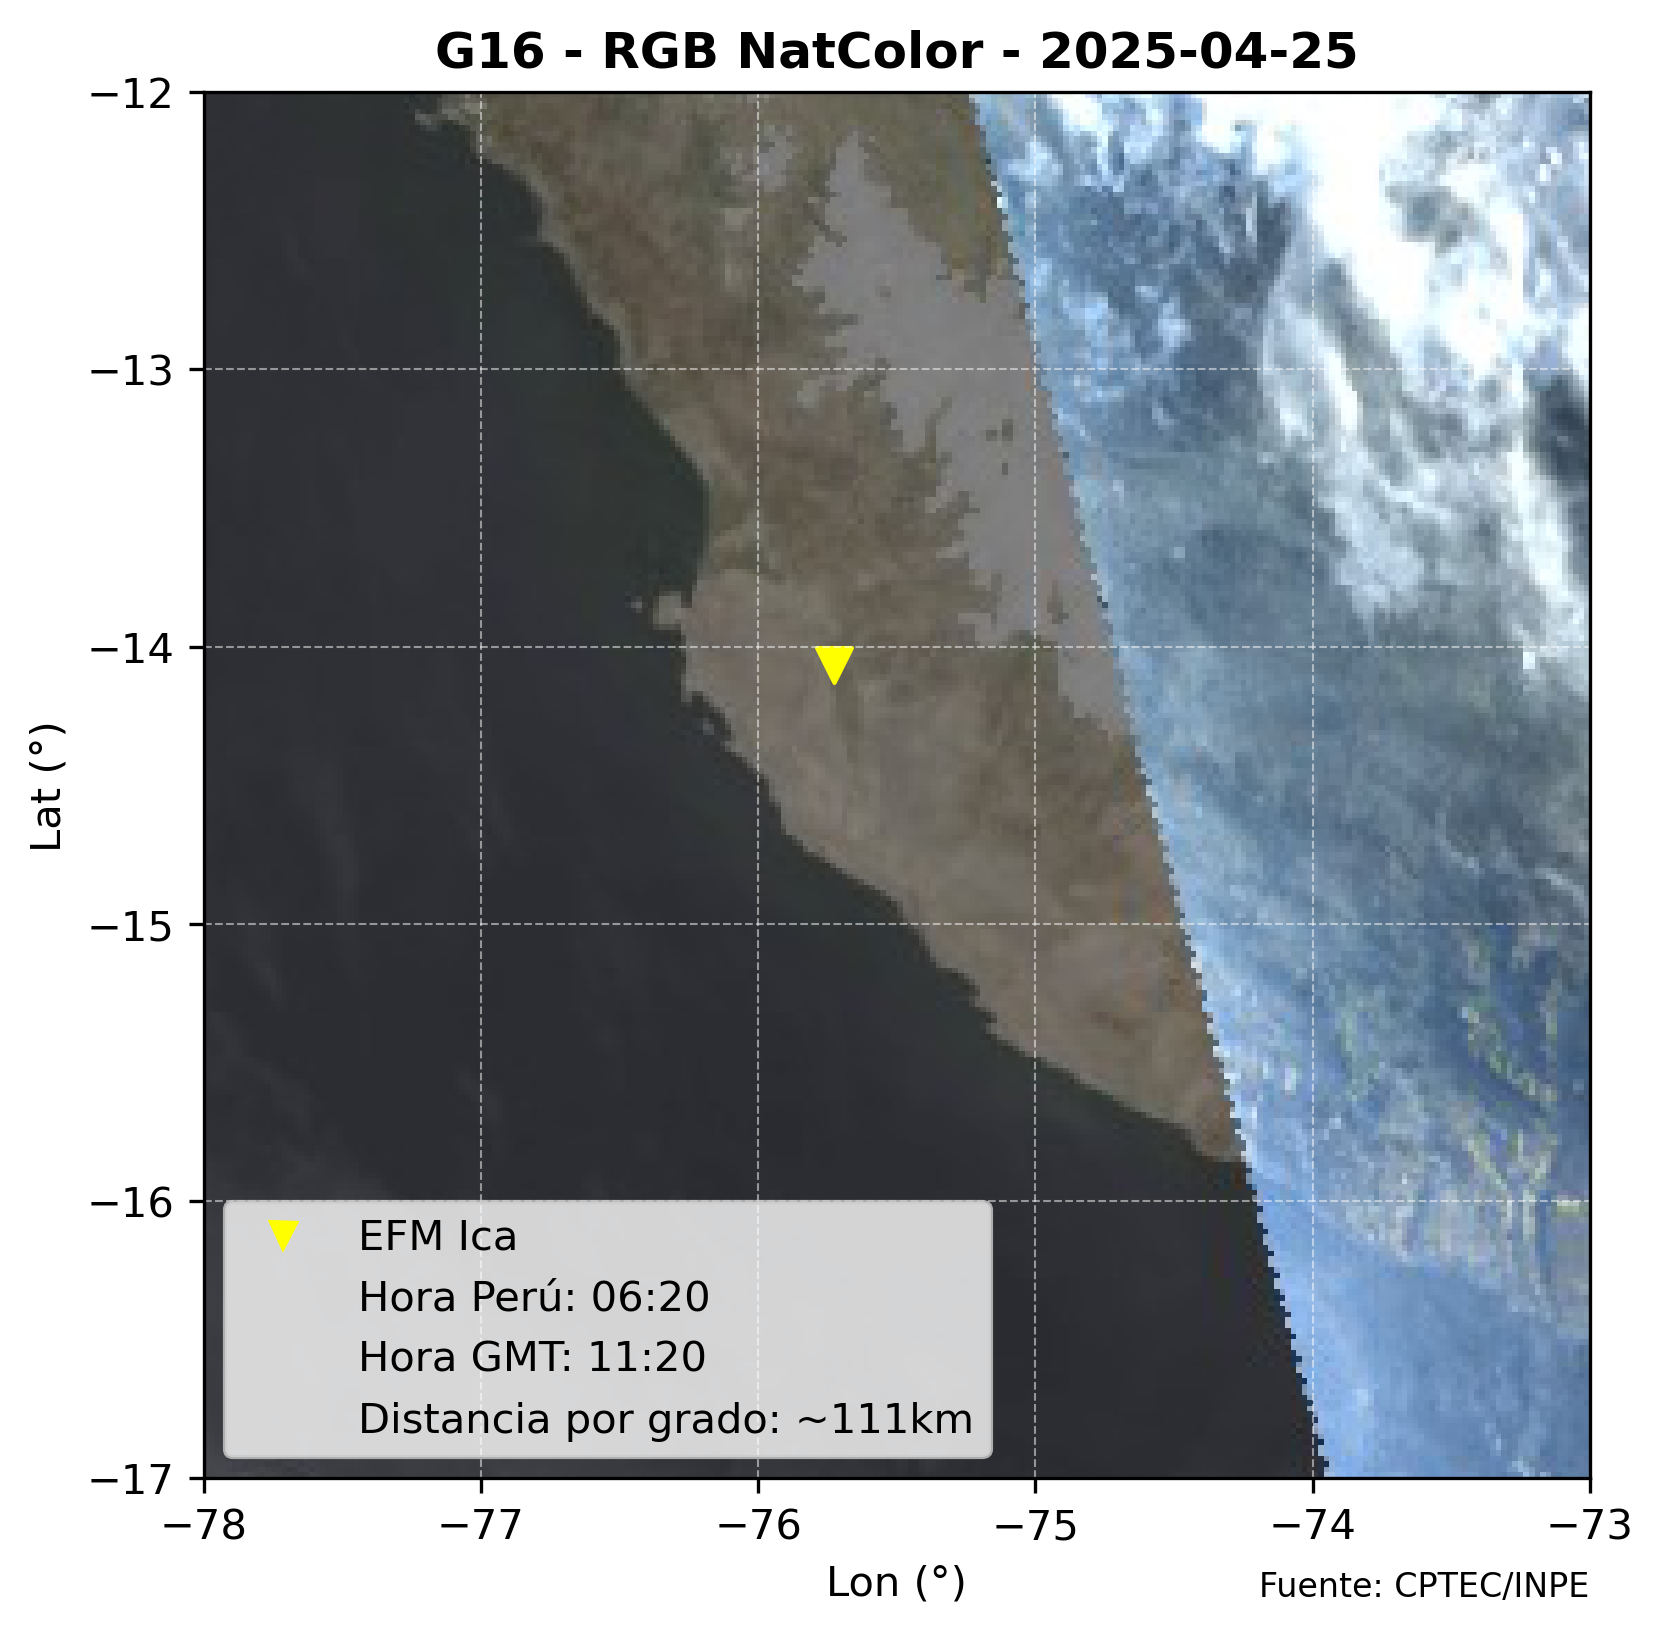 G16 - RGB NatColor - 2025-04-25
−12
−13
−14
−15
−16
−17
Lat (°)
EFM Ica
Hora Perú: 06:20
Hora GMT: 11:20
Distancia por grado: ~111km
−78 −77 −76 −75 −74 −73
Lon (°)
Fuente: CPTEC/INPE